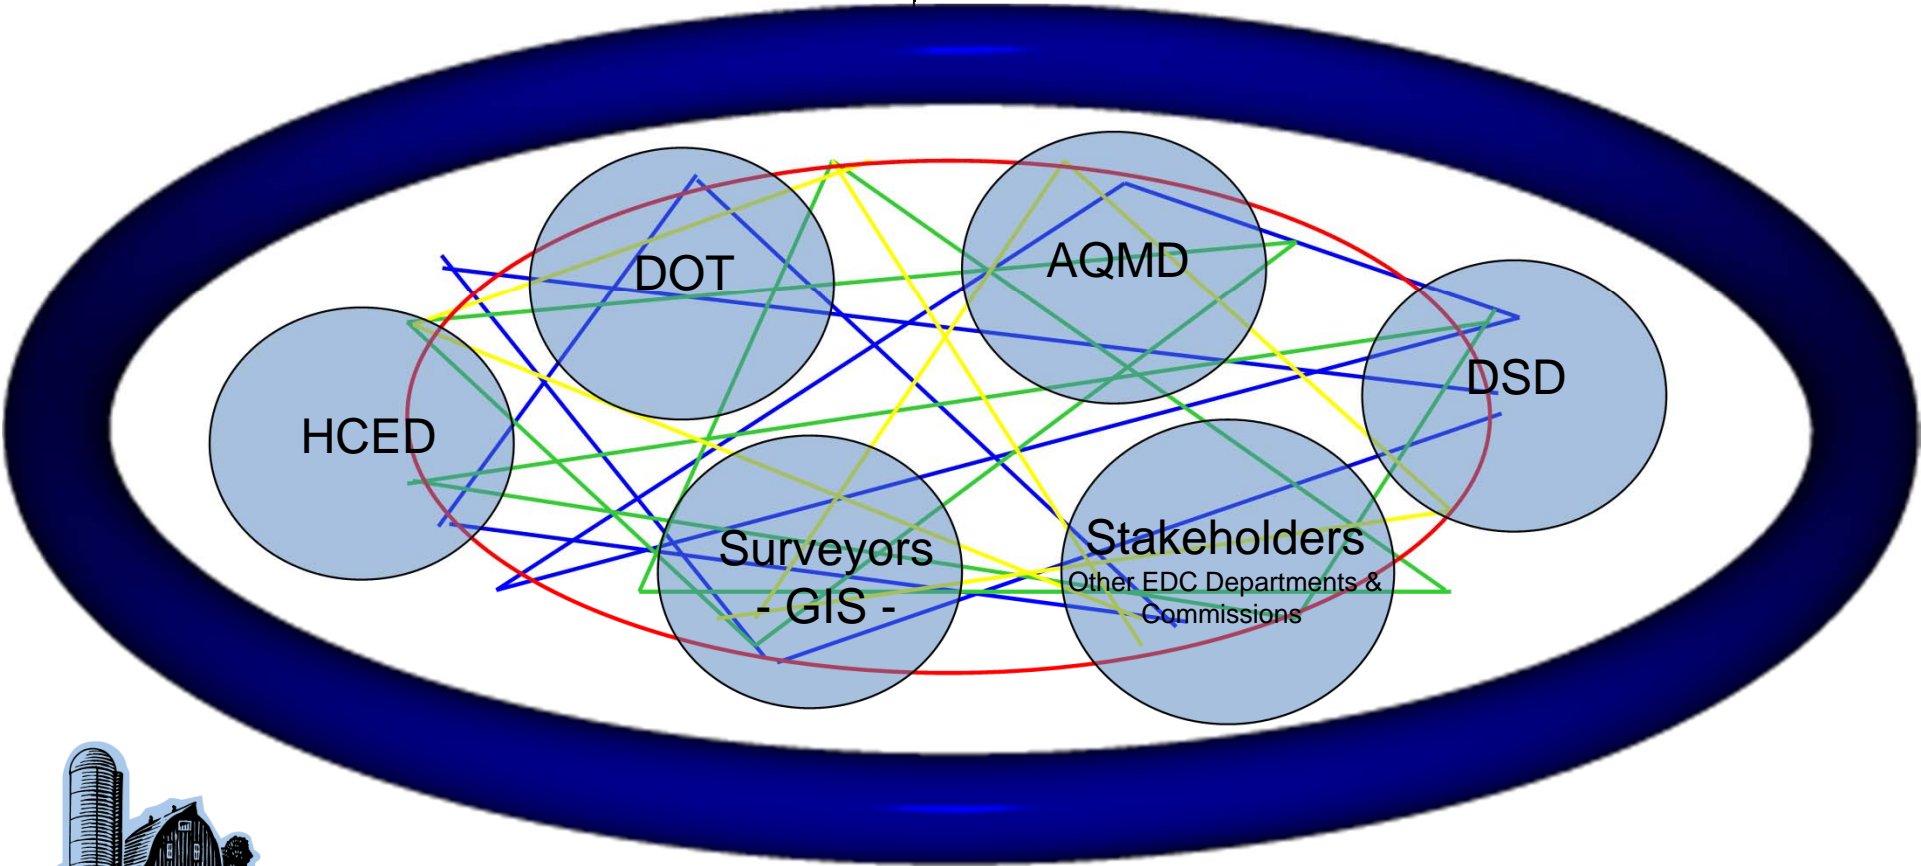 DOT
AQMD
HCED
DSD
Surveyors
- GIS -
Stakeholders
Other EDC Departments &
Commissions